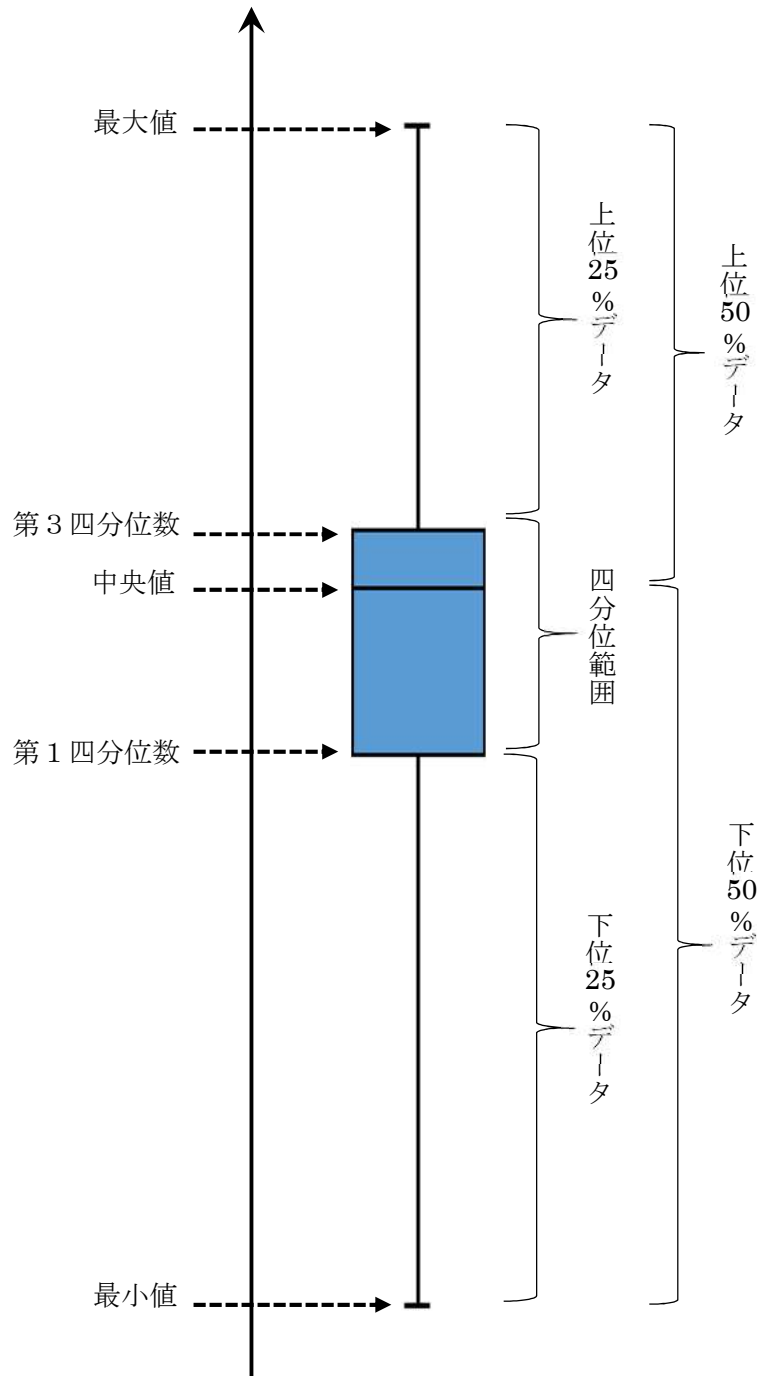 最大値
第３四分位数
中央値
第１四分位数
最小値
上位25%データ
四分位範囲
下位25%データ
上位50%データ
下位50%データ